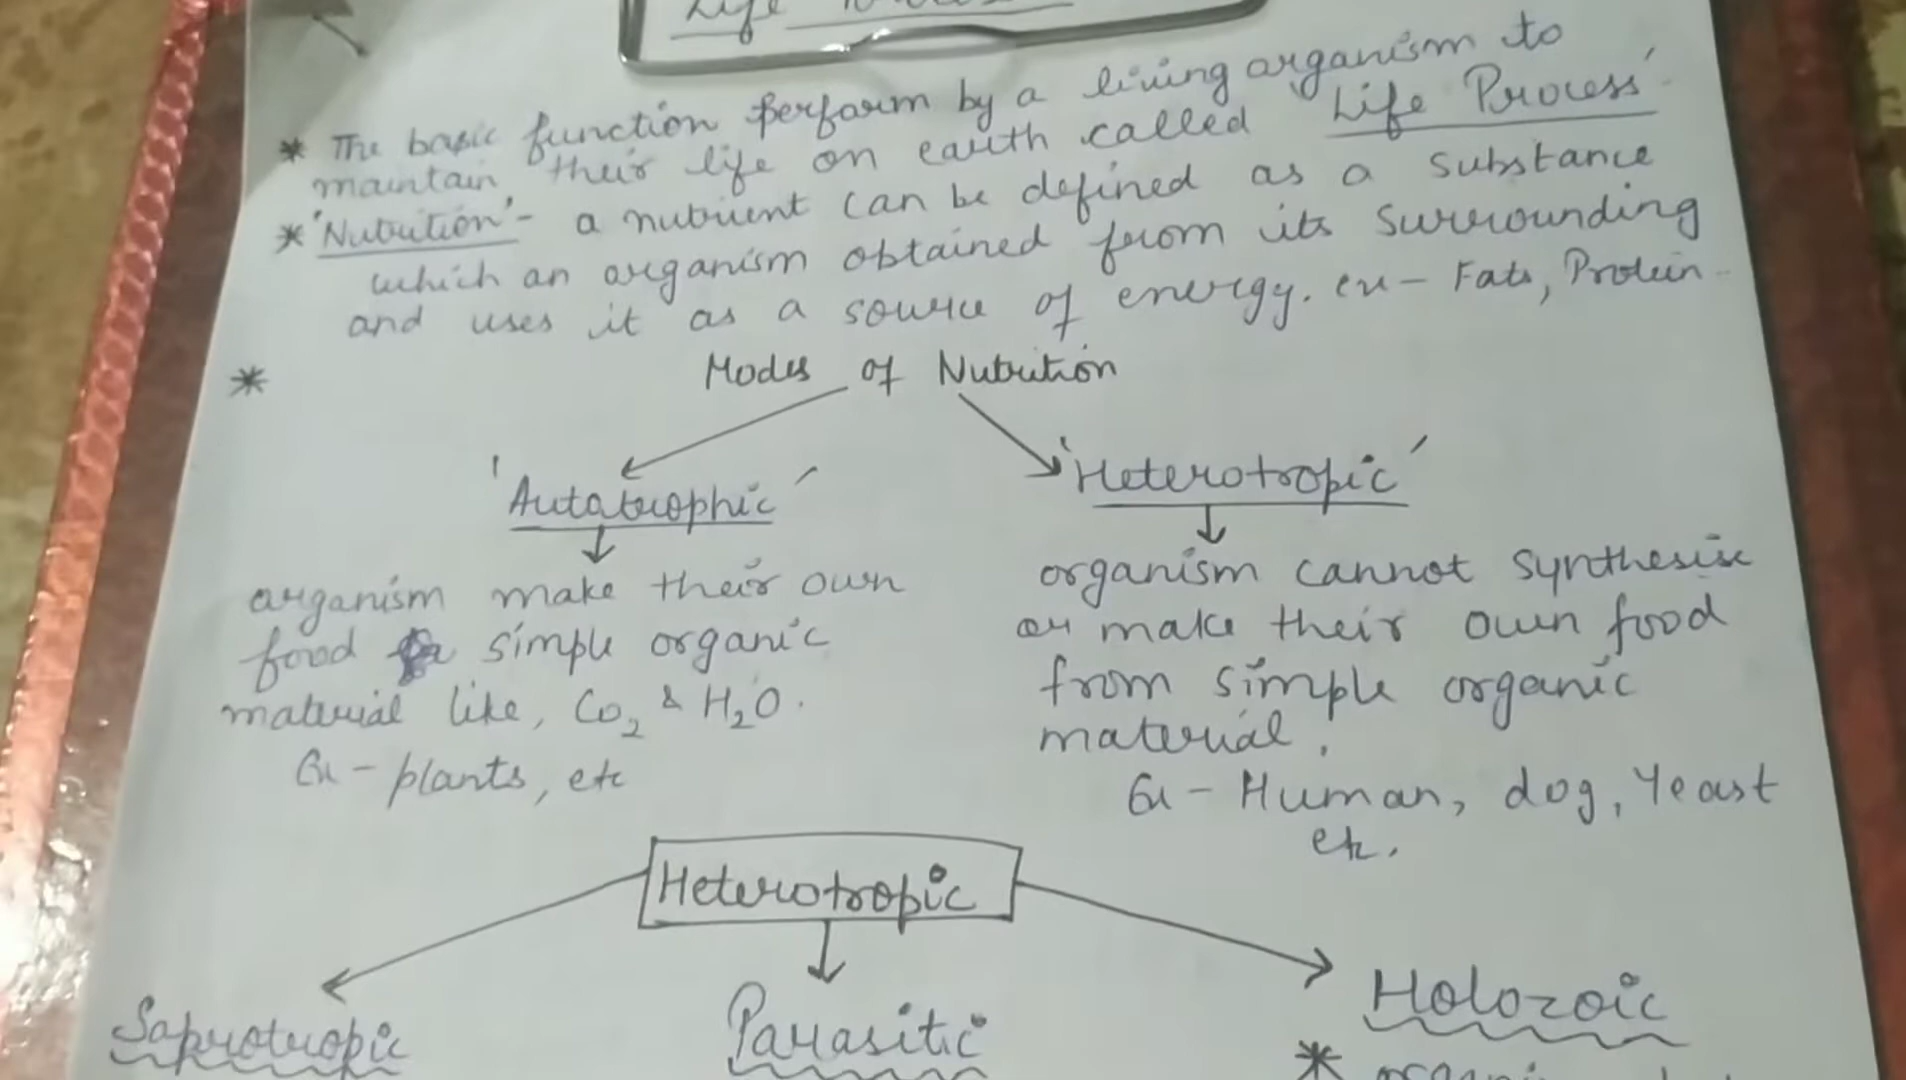 Life
* The basic function perform by a living organism to
maintain their life on earth called 'Life Process'
* 'Nutrition' - a nutrient can be defined as a substance
which an organism obtained from its surrounding
and uses it as a source of energy. ex - Fats, Protein
* Modes of Nutrition
'Autotrophic' 'Heterotropic'
organism make their own
food simple organic
material like, Co₂ & H₂O.
Ex - plants, etc
organism cannot synthesise
or make their own food
from simple organic
material.
Ex - Human, dog, Yeast
etc.
Heterotropic
Saprotropic Parasitic Holozoic
*